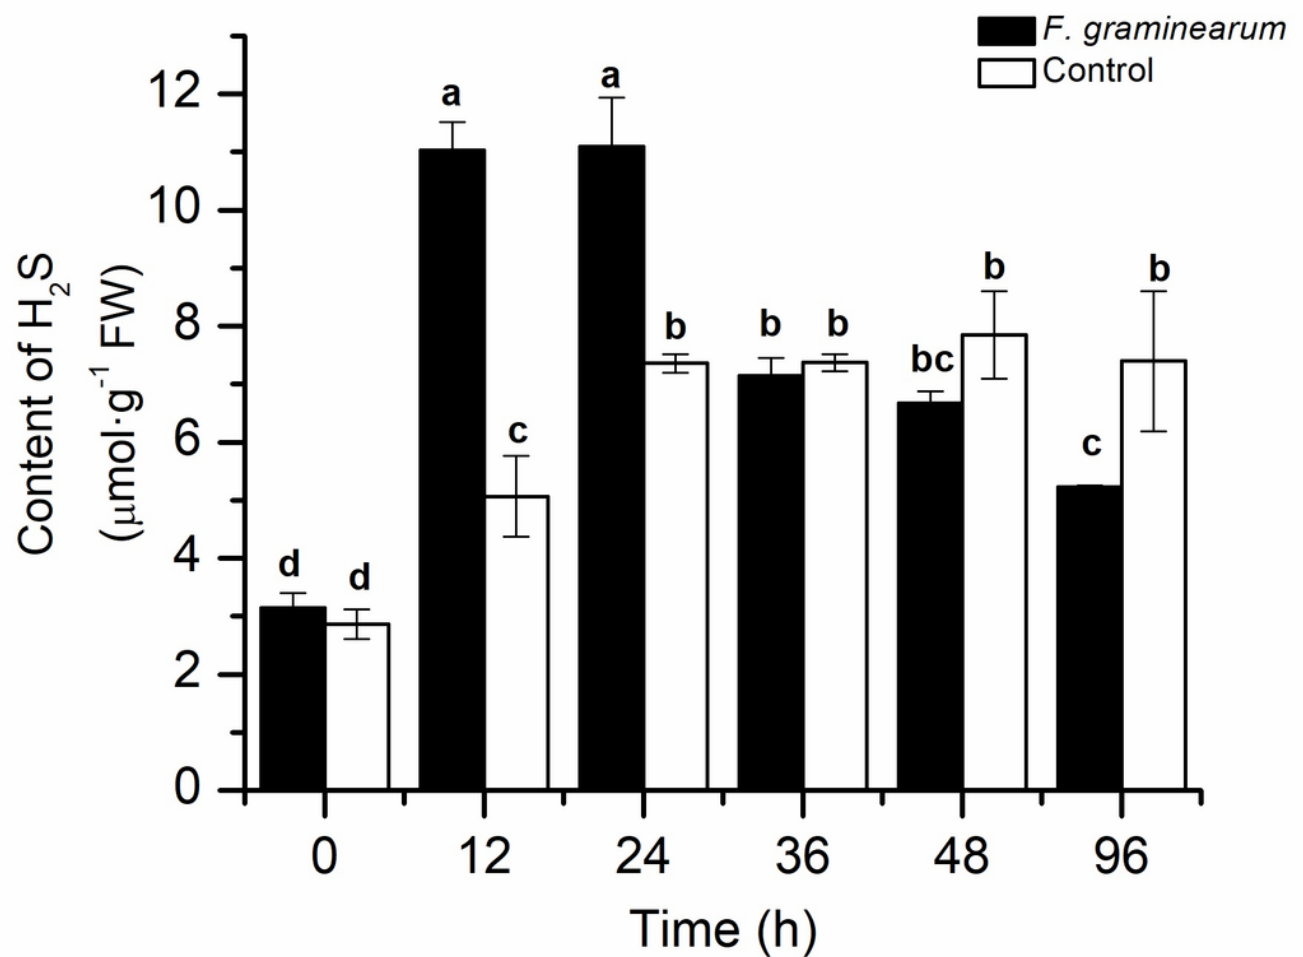 F. graminearum
Control
Content of H₂S
(μmol·g⁻¹ FW)
12
10
8
6
4
2
0
d
d
a
c
a
b
b
b
bc
b
c
b
0 12 24 36 48 96
Time (h)